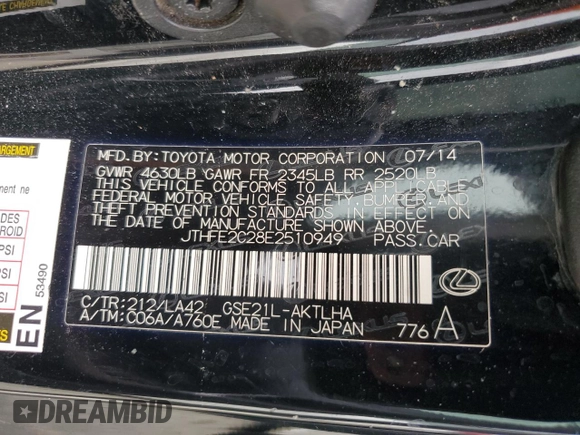 MFD.BY:TOYOTA MOTOR CORPORATION 07/14
GVWR 4630LB GAWR FR 2345LB RR 2520LB
THIS VEHICLE CONFORMS TO ALL APPLICABLE
FEDERAL MOTOR VEHICLE SAFETY,BUMPER,AND
THEFT PREVENTION STANDARDS IN EFFECT ON
THE DATE OF MANUFACTURE SHOWN ABOVE.
JTHFE2C28E2510949 PASS.CAR
C/TR:212/LA42 GSE21L-AKTLHA
A/TM:C06A/A760E MADE IN JAPAN 776A
ment ne
PSI
PSI
EN
53490
DREAMBID